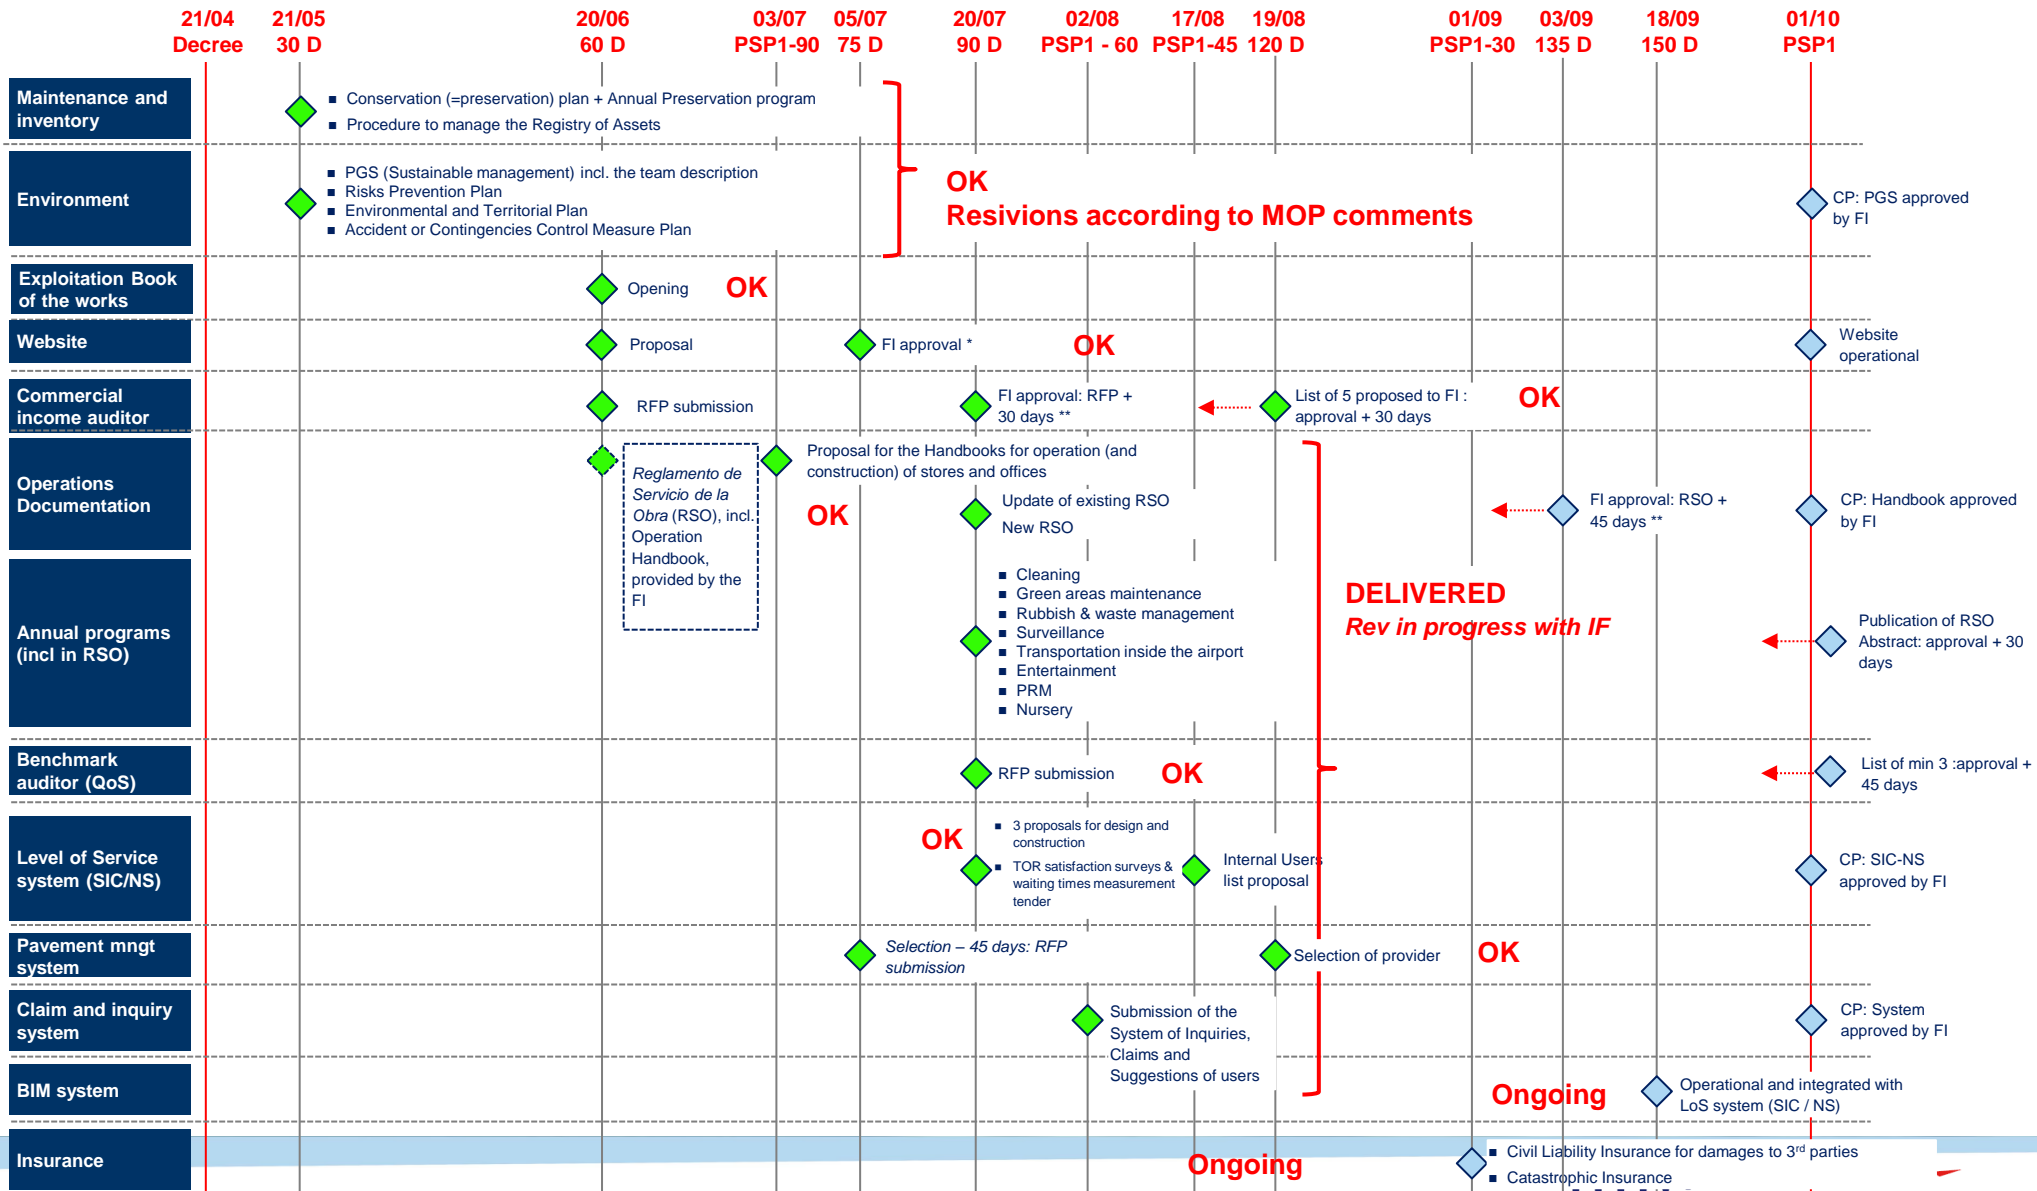 21/04
Decree
21/05
30 D
20/06
60 D
03/07
PSP1-90
05/07
75 D
20/07
90 D
02/08
PSP1 - 60
17/08
PSP1-45
19/08
120 D
01/09
PSP1-30
03/09
135 D
18/09
150 D
01/10
PSP1
Maintenance and
inventory
■ Conservation (=preservation) plan + Annual Preservation program
■ Procedure to manage the Registry of Assets
Environment
■ PGS (Sustainable management) incl. the team description
■ Risks Prevention Plan
■ Environmental and Territorial Plan
■ Accident or Contingencies Control Measure Plan
OK
Resivions according to MOP comments
CP: PGS approved
by FI
Exploitation Book
of the works
Opening
OK
Website
Proposal
FI approval *
OK
Website
operational
Commercial
income auditor
RFP submission
FI approval: RFP +
30 days **
List of 5 proposed to FI :
approval + 30 days
OK
Operations
Documentation
Reglamento de
Servicio de la
Obra (RSO), incl.
Operation
Handbook,
provided by the
FI
Proposal for the Handbooks for operation (and
construction) of stores and offices
OK
Update of existing RSO
New RSO
FI approval: RSO +
45 days **
CP: Handbook approved
by FI
Annual programs
(incl in RSO)
■ Cleaning
■ Green areas maintenance
■ Rubbish & waste management
■ Surveillance
■ Transportation inside the airport
■ Entertainment
■ PRM
■ Nursery
DELIVERED
Rev in progress with IF
Publication of RSO
Abstract: approval + 30
days
Benchmark
auditor (QoS)
RFP submission
OK
List of min 3 :approval +
45 days
Level of Service
system (SIC/NS)
OK
■ 3 proposals for design and
construction
■ TOR satisfaction surveys &
waiting times measurement
tender
Internal Users
list proposal
CP: SIC-NS
approved by FI
Pavement mngt
system
Selection – 45 days: RFP
submission
Selection of provider
OK
Claim and inquiry
system
Submission of the
System of Inquiries,
Claims and
Suggestions of users
CP: System
approved by FI
BIM system
Ongoing
Operational and integrated with
LoS system (SIC / NS)
Insurance
Ongoing
■ Civil Liability Insurance for damages to 3rd parties
■ Catastrophic Insurance